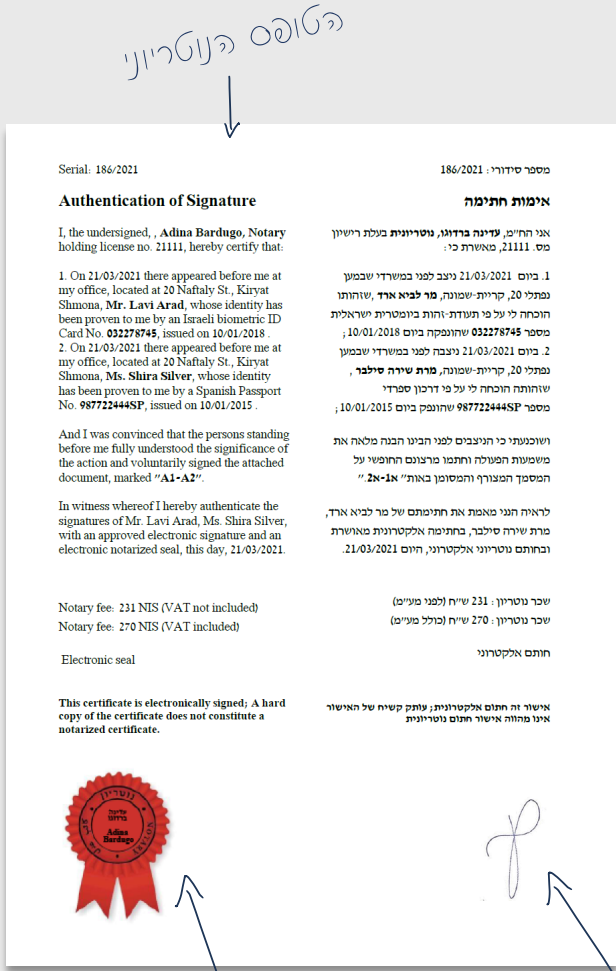 הטופס הנוטריוני
Serial: 186/2021
Authentication of Signature
I, the undersigned, , Adina Bardugo, Notary
holding license no. 21111, hereby certify that:
1. On 21/03/2021 there appeared before me at
my office, located at 20 Naftaly St., Kiryat
Shmona, Mr. Lavi Arad, whose identity has
been proven to me by an Israeli biometric ID
Card No. 032278745, issued on 10/01/2018 .
2. On 21/03/2021 there appeared before me at
my office, located at 20 Naftaly St., Kiryat
Shmona, Ms. Shira Silver, whose identity
has been proven to me by a Spanish Passport
No. 987722444SP, issued on 10/01/2015 .
And I was convinced that the persons standing
before me fully understood the significance of
the action and voluntarily signed the attached
document, marked "A1-A2".
In witness whereof I hereby authenticate the
signatures of Mr. Lavi Arad, Ms. Shira Silver,
with an approved electronic signature and an
electronic notarized seal, this day, 21/03/2021.
Notary fee: 231 NIS (VAT not included)
Notary fee: 270 NIS (VAT included)
Electronic seal
This certificate is electronically signed; A hard
copy of the certificate does not constitute a
notarized certificate.
מספר סידורי : 186/2021
אימות חתימה
אני הח"מ, עדינה ברדוגו, נוטריונית בעלת רישיון
מס. 21111, מאשרת כי :
1. ביום 21/03/2021 ניצב לפני במשרדי שבמען
נפתלי 20, קריית-שמונה, מר לביא ארד ,שזהותו
הוכחה לי על פי תעודת-זהות ביומטרית ישראלית
מספר 032278745 שהונפקה ביום 10/01/2018 ;
2. ביום 21/03/2021 ניצבה לפני במשרדי שבמען
נפתלי 20, קריית-שמונה, מרת שירה סילבר ,
שזהותה הוכחה לי על פי דרכון ספרדי
מספר 987722444SP שהונפק ביום 10/01/2015 ;
ושוכנעתי כי הניצבים לפני הבינו הבנה מלאה את
משמעות הפעולה וחתמו מרצונם החופשי על
המסמך המצורף והמסומן באות" א1-א2".
לראיה הנני מאמת את חתימתם של מר לביא ארד,
מרת שירה סילבר, בחתימה אלקטרונית מאושרת
ובחותם נוטריוני אלקטרוני, היום 21/03/2021.
שכר נוטריון : 231 ש"ח (לפני מע"מ)
שכר נוטריון : 270 ש"ח (כולל מע"מ)
חותם אלקטרוני
אישור זה חתום אלקטרונית; עותק קשיח של האישור
אינו מהווה אישור חתום נוטריונית
נוטריון
עדינה
ברדוגו
Adina
Bardugo
NOTARY